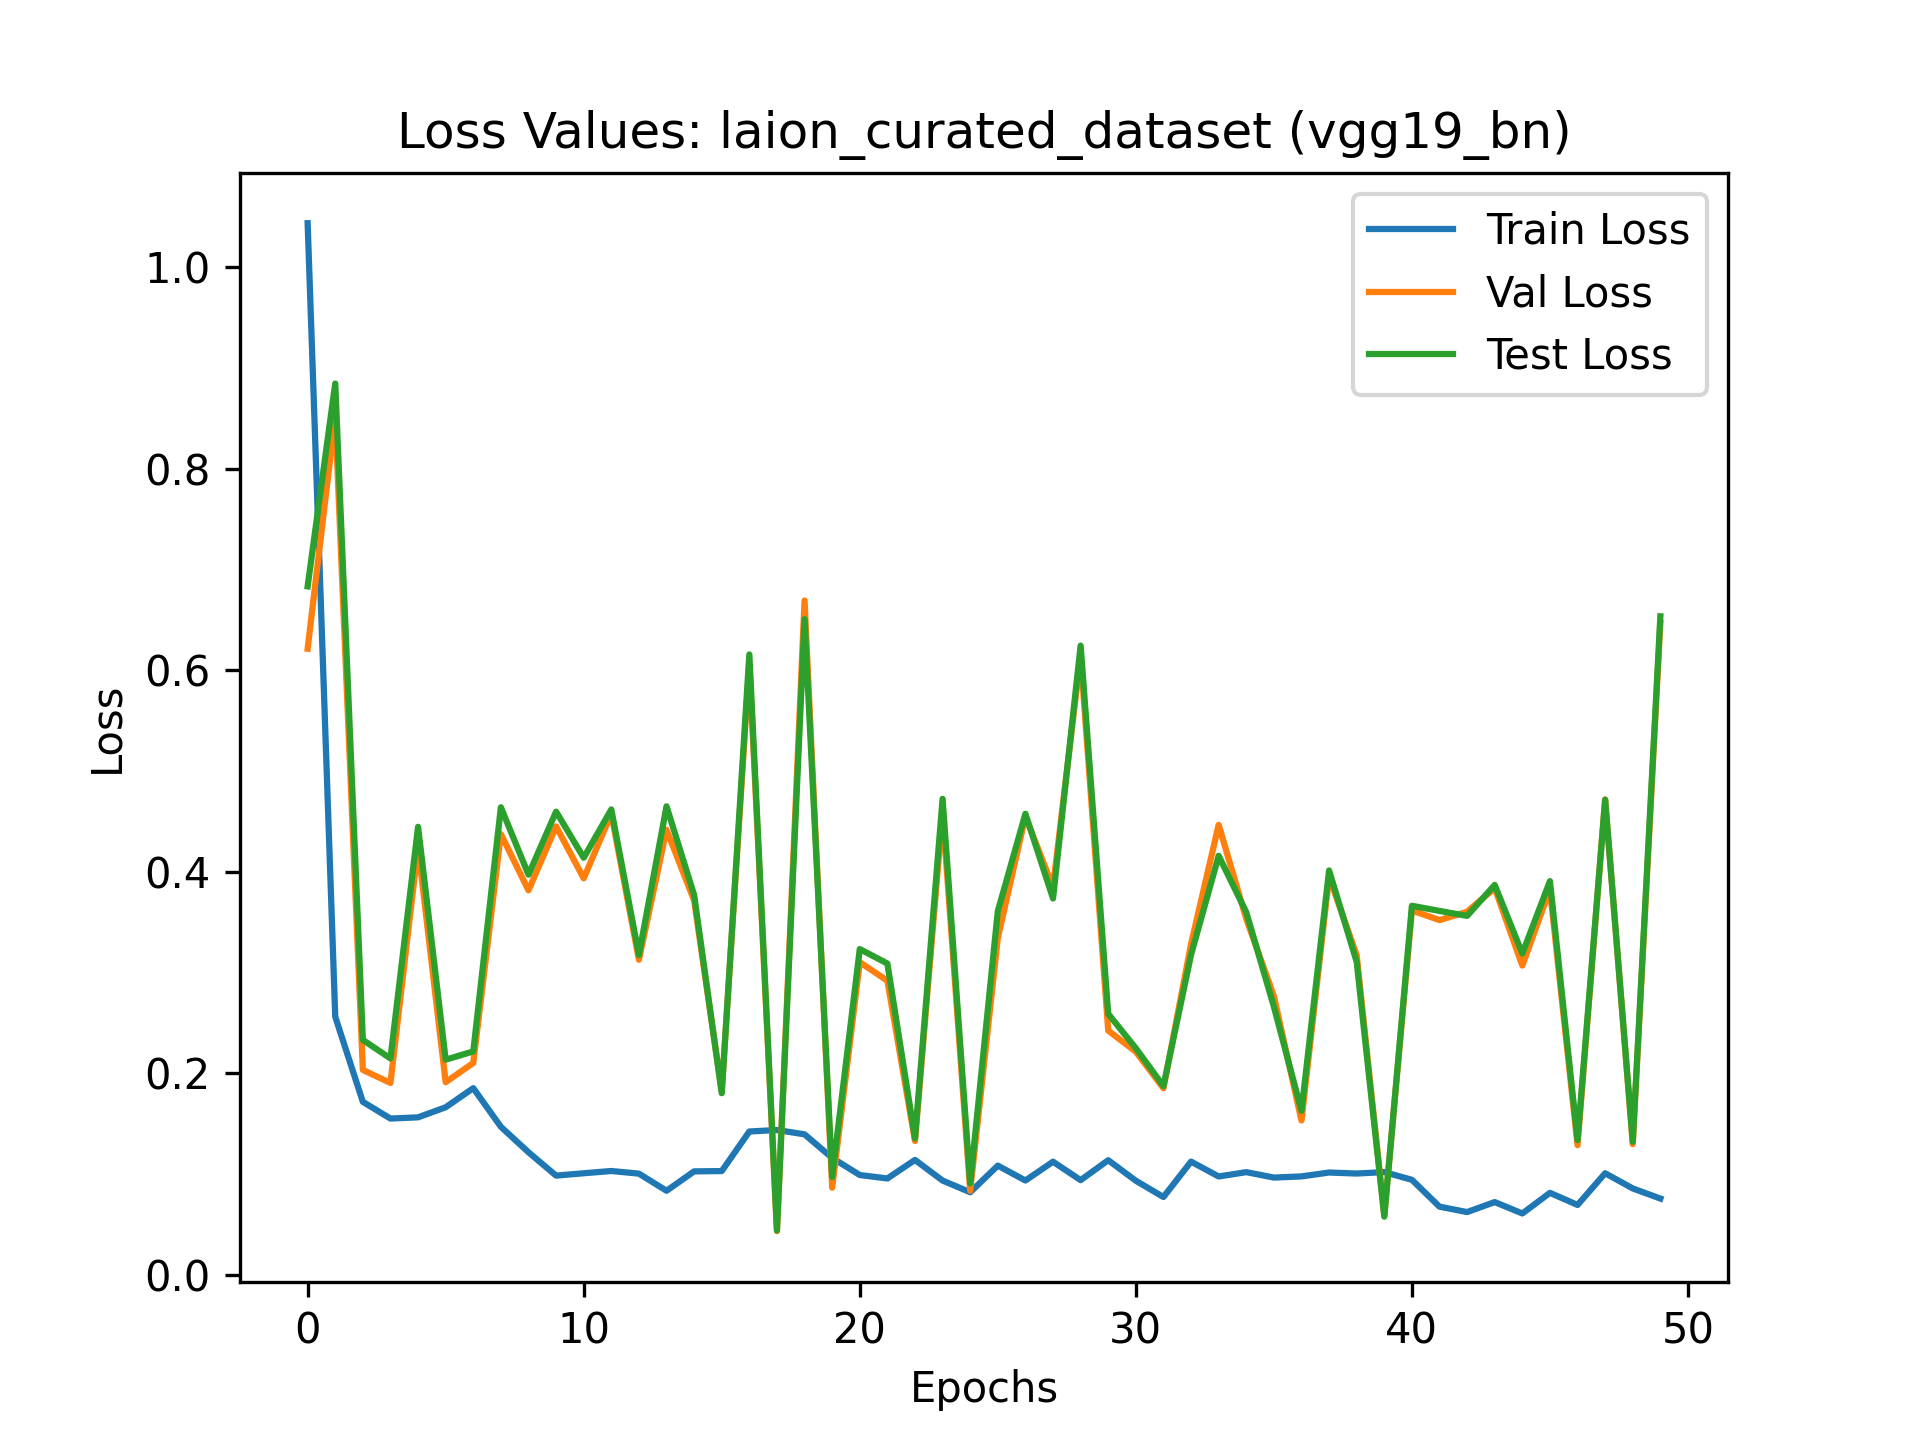 Loss Values: laion_curated_dataset (vgg19_bn)
Train Loss
Val Loss
Test Loss
1.0
0.8
0.6
0.4
0.2
0.0
Loss
0 10 20 30 40 50
Epochs